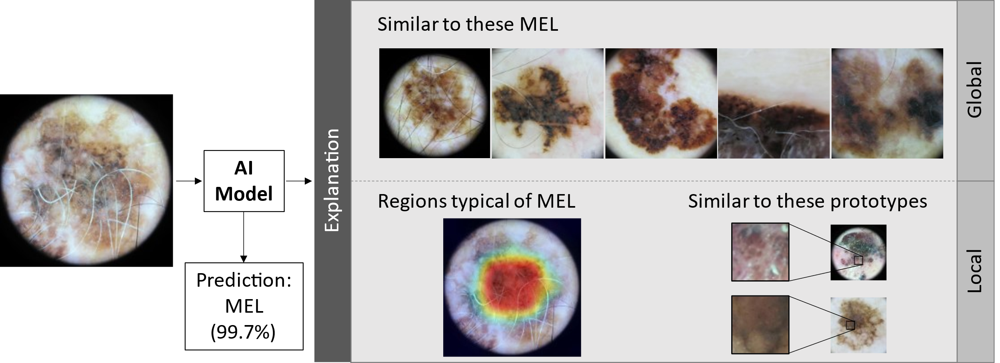 AI
Model
Prediction:
MEL
(99.7%)
Explanation
Similar to these MEL
Global
Regions typical of MEL
Similar to these prototypes
Local